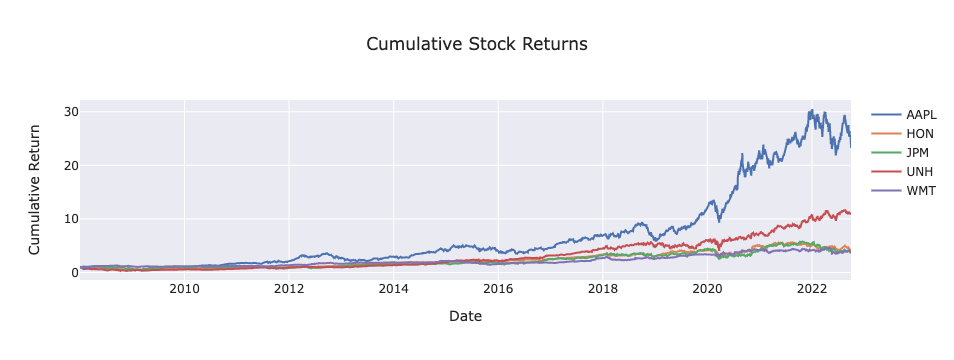 Cumulative Stock Returns
Cumulative Return
30
20
10
0
2010 2012 2014 2016 2018 2020 2022
Date
AAPL
HON
JPM
UNH
WMT